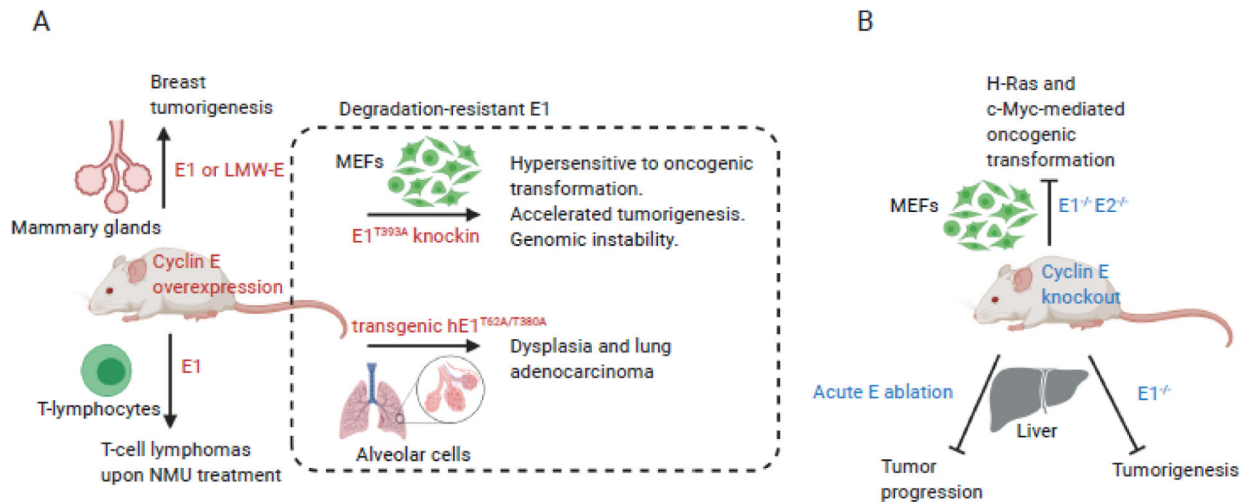 A
Breast
tumorigenesis
E1 or LMW-E
Mammary glands
Cyclin E
overexpression
E1
T-lymphocytes
T-cell lymphomas
upon NMU treatment
Degradation-resistant E1
MEFs
Hypersensitive to oncogenic
transformation.
Accelerated tumorigenesis.
Genomic instability.
E1ᵀ³⁹³ᴬ knockin
transgenic hE1ᵀ⁶²ᴬ/ᵀ³⁸⁰ᴬ
Dysplasia and lung
adenocarcinoma
Alveolar cells
B
H-Ras and
c-Myc-mediated
oncogenic
transformation
MEFs
E1⁻/⁻ E2⁻/⁻
Cyclin E
knockout
Acute E ablation
E1⁻/⁻
Liver
Tumor
progression
Tumorigenesis